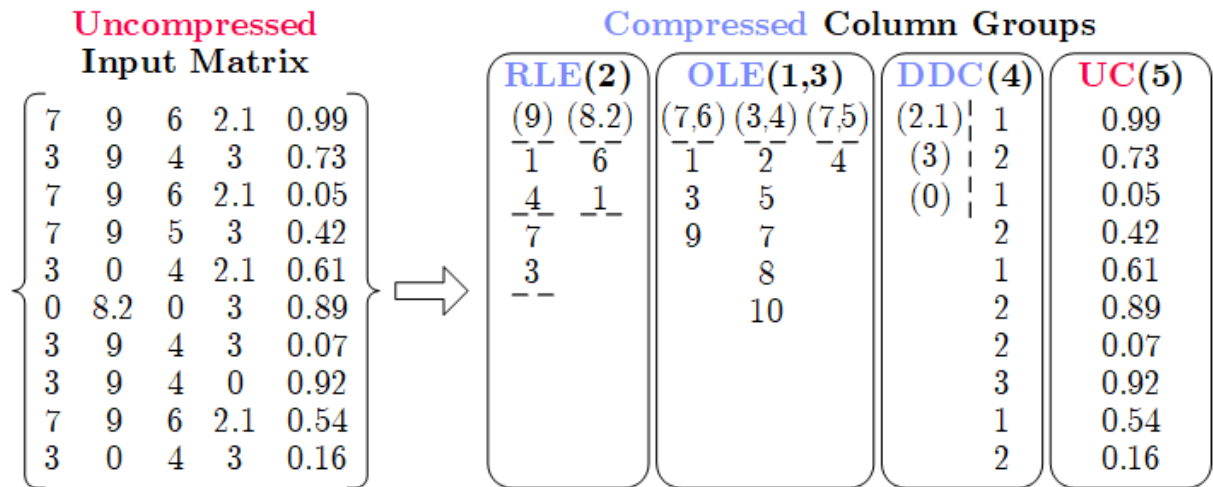 Uncompressed
Input Matrix
7 9 6 2.1 0.99
3 9 4 3 0.73
7 9 6 2.1 0.05
7 9 5 3 0.42
3 0 4 2.1 0.61
0 8.2 0 3 0.89
3 9 4 3 0.07
3 9 4 0 0.92
7 9 6 2.1 0.54
3 0 4 3 0.16
Compressed Column Groups
RLE(2)
(9) (8.2)
1 6
4 1
7
3
OLE(1,3)
(7,6) (3,4) (7,5)
1 2 4
3 5
9 7
8
10
DDC(4)
(2.1) 1
(3) 2
(0) 1
2
1
2
2
3
1
2
UC(5)
0.99
0.73
0.05
0.42
0.61
0.89
0.07
0.92
0.54
0.16